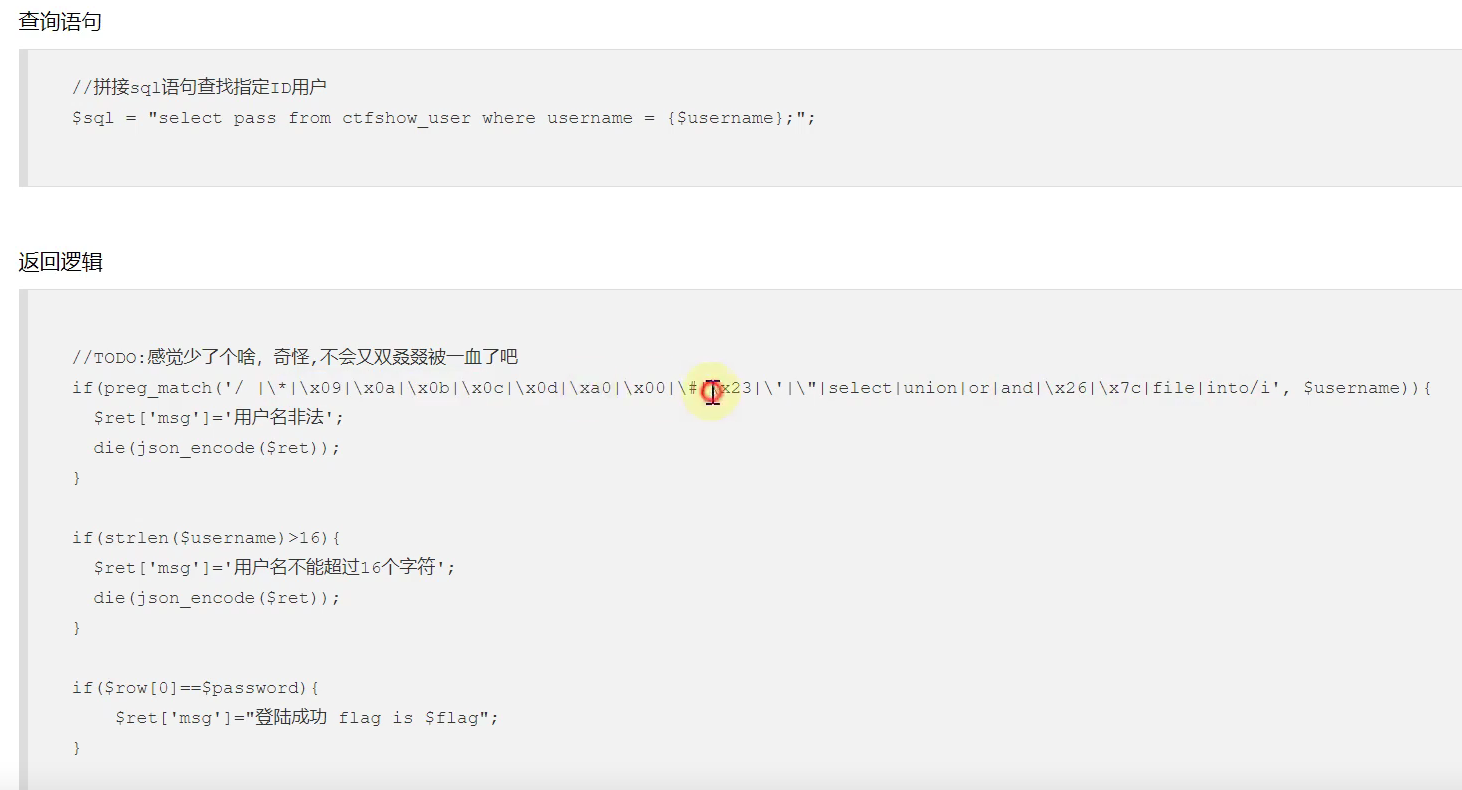 查询语句
//拼接sql语句查找指定ID用户
$sql = "select pass from ctfshow_user where username = {$username};";
返回逻辑
//TODO:感觉少了个啥，奇怪,不会又双叒叕被一血了吧
if(preg_match('/ |\*|\x09|\x0a|\x0b|\x0c|\x0d|\xa0|\x00|\#|\x23|\'|\"|select|union|or|and|\x26|\x7c|file|into/i', $username)){
$ret['msg']='用户名非法';
die(json_encode($ret));
}
if(strlen($username)>16){
$ret['msg']='用户名不能超过16个字符';
die(json_encode($ret));
}
if($row[0]==$password){
$ret['msg']="登陆成功 flag is $flag";
}